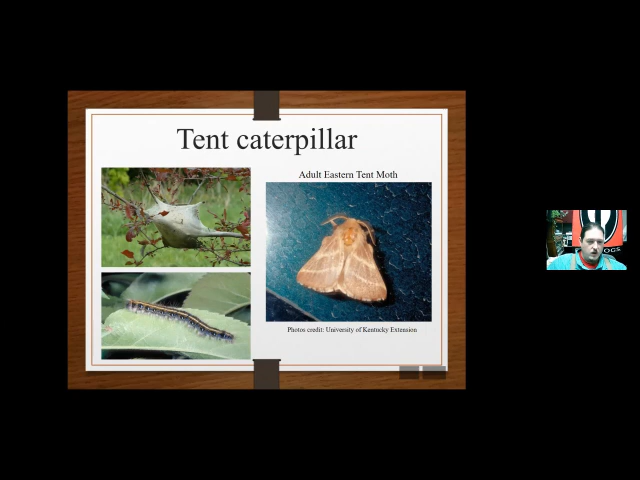 Tent caterpillar
Adult Eastern Tent Moth
Photos credit: University of Kentucky Extension